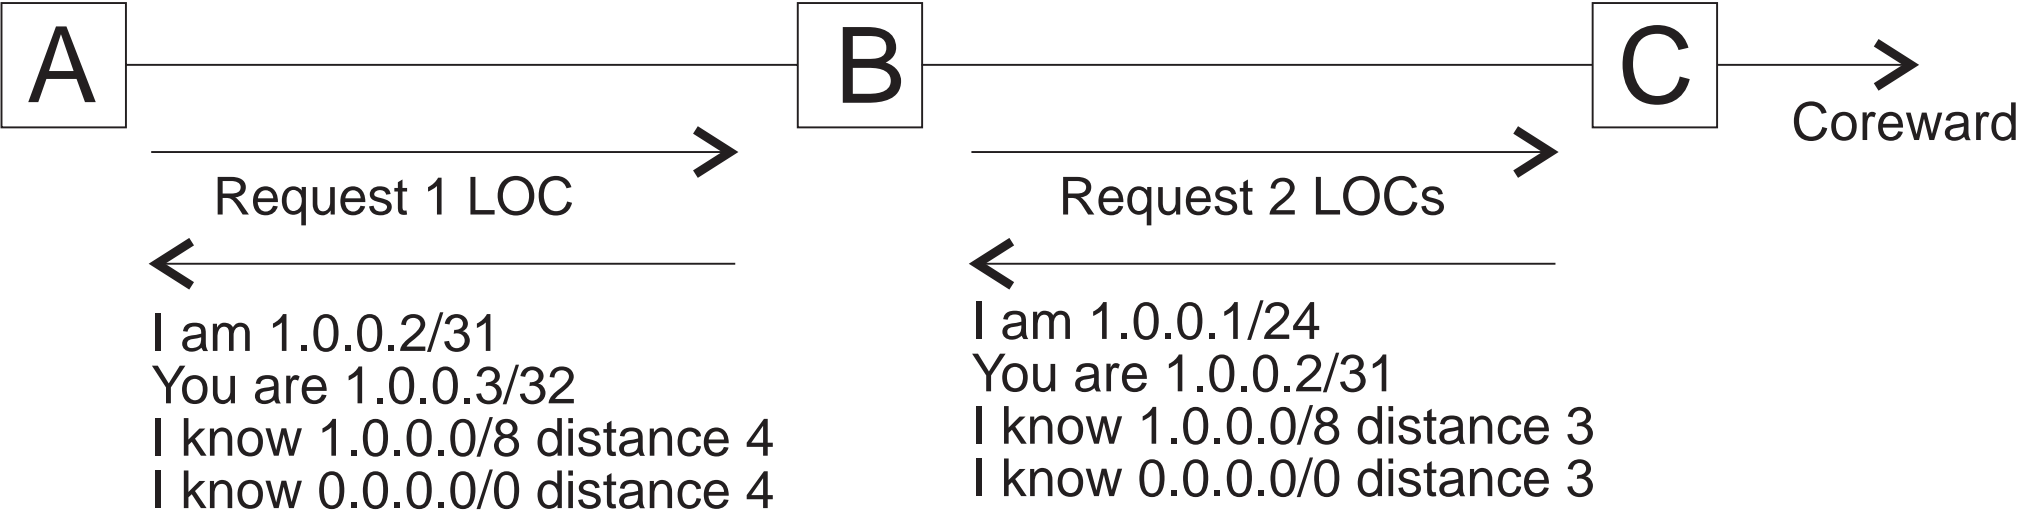 A
B
C
Coreward
Request 1 LOC
Request 2 LOCs
I am 1.0.0.2/31
You are 1.0.0.3/32
I know 1.0.0.0/8 distance 4
I know 0.0.0.0/0 distance 4
I am 1.0.0.1/24
You are 1.0.0.2/31
I know 1.0.0.0/8 distance 3
I know 0.0.0.0/0 distance 3